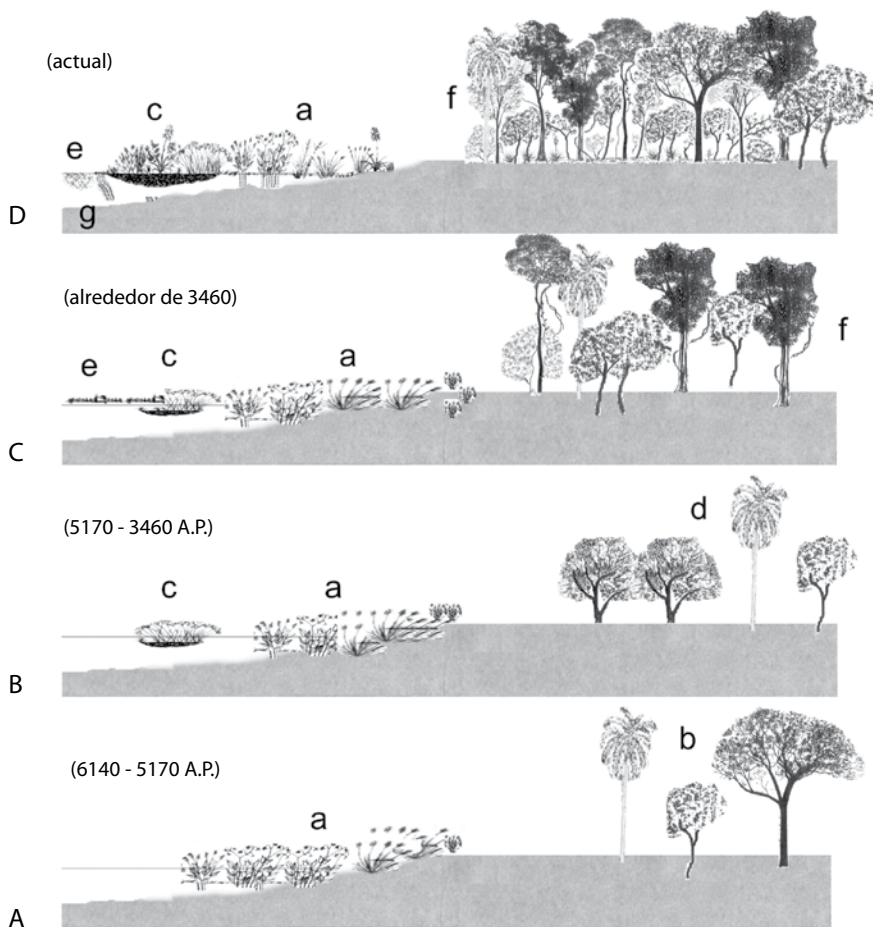 (actual)
c
a
f
e
g
D
(alrededor de 3460)
e
c
a
f
C
(5170 - 3460 A.P.)
d
c
a
B
(6140 - 5170 A.P.)
b
a
A